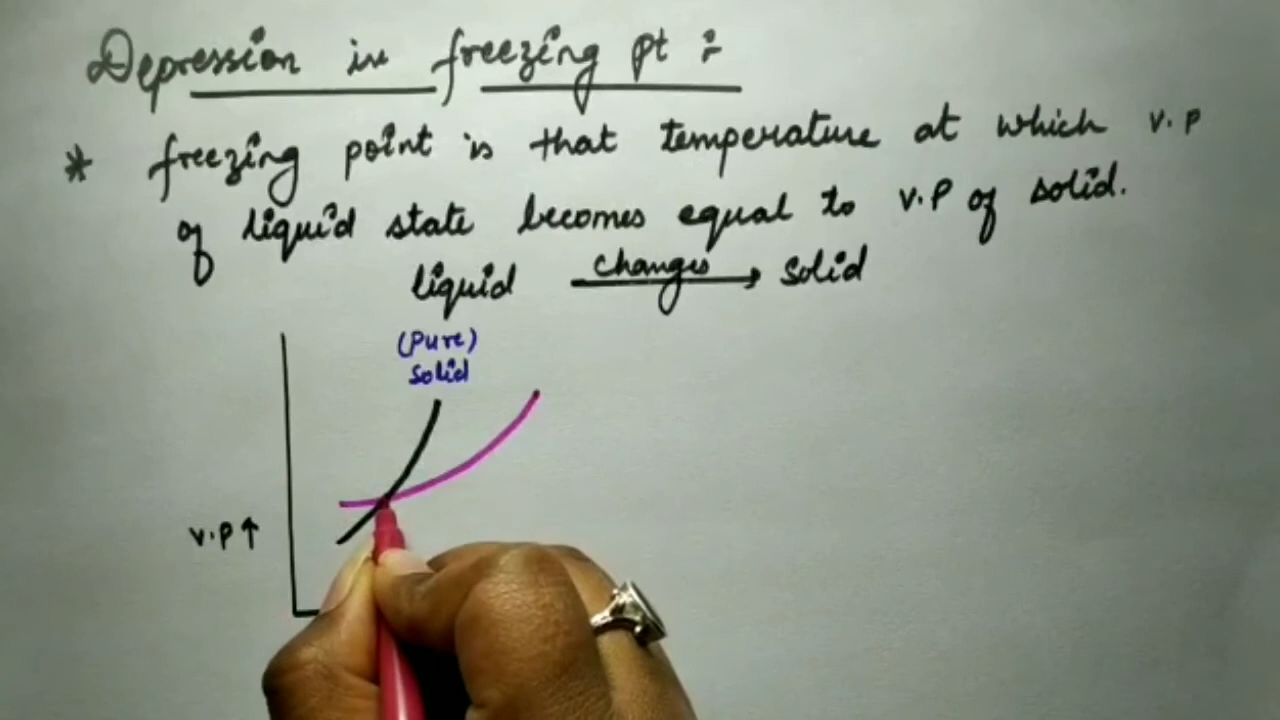 Depression in freezing pt :-
* freezing point is that temperature at which v.p
of liquid state becomes equal to v.p of solid.
liquid changes → solid
(Pure)
solid
v.p ↑